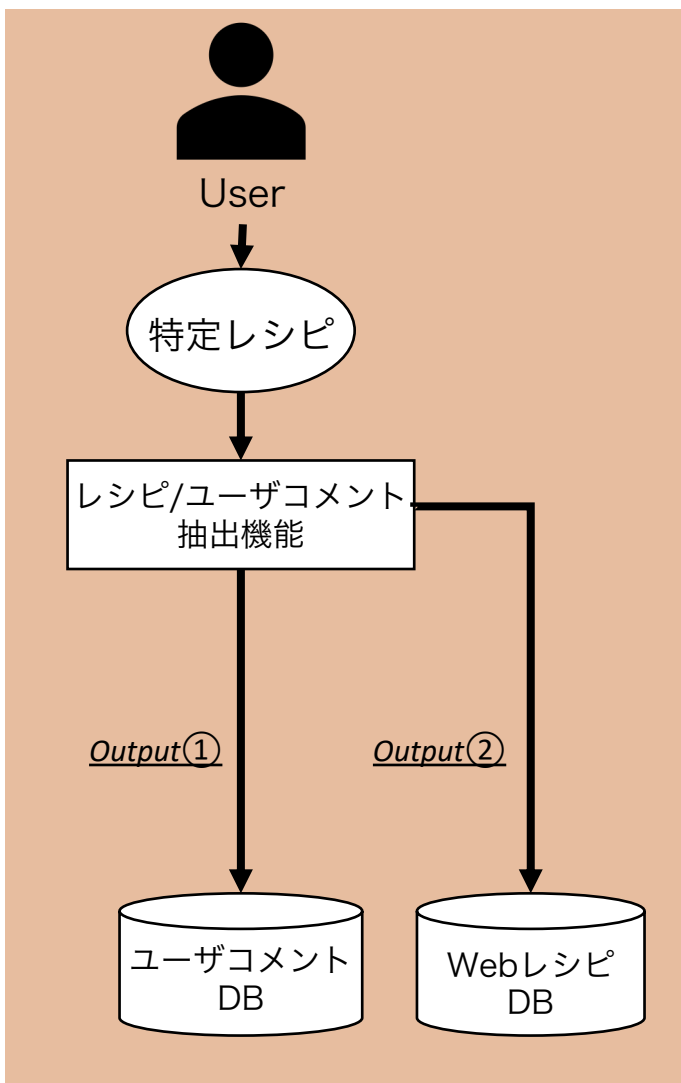 User
特定レシピ
レシピ/ユーザコメント
抽出機能
Output①
Output②
ユーザコメント
DB
Webレシピ
DB